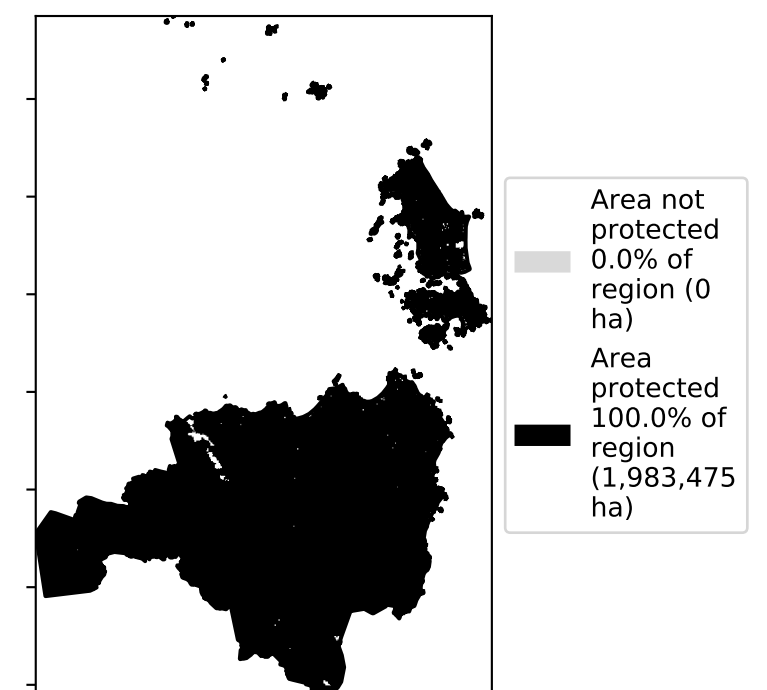 Area not
protected
0.0% of
region (0
ha)
Area
protected
100.0% of
region
(1,983,475
ha)